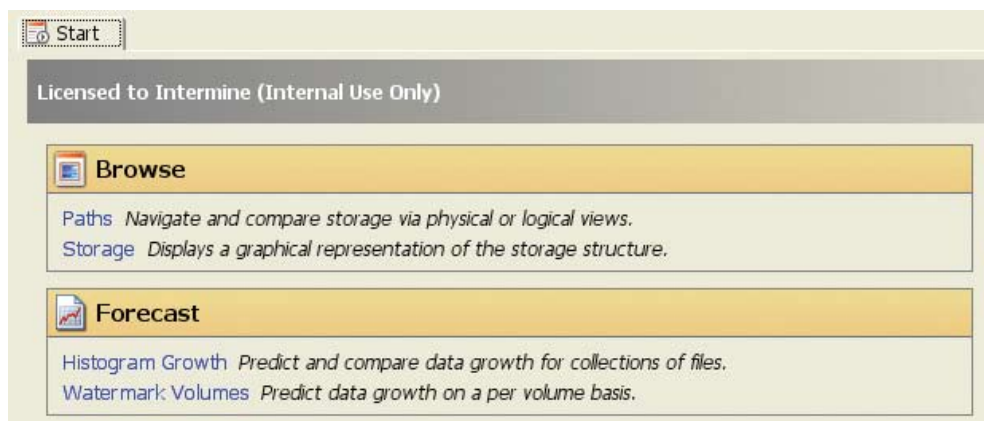 Start
Licensed to Intermine (Internal Use Only)
Browse
Paths Navigate and compare storage via physical or logical views.
Storage Displays a graphical representation of the storage structure.
Forecast
Histogram Growth Predict and compare data growth for collections of files.
Watermark Volumes Predict data growth on a per volume basis.